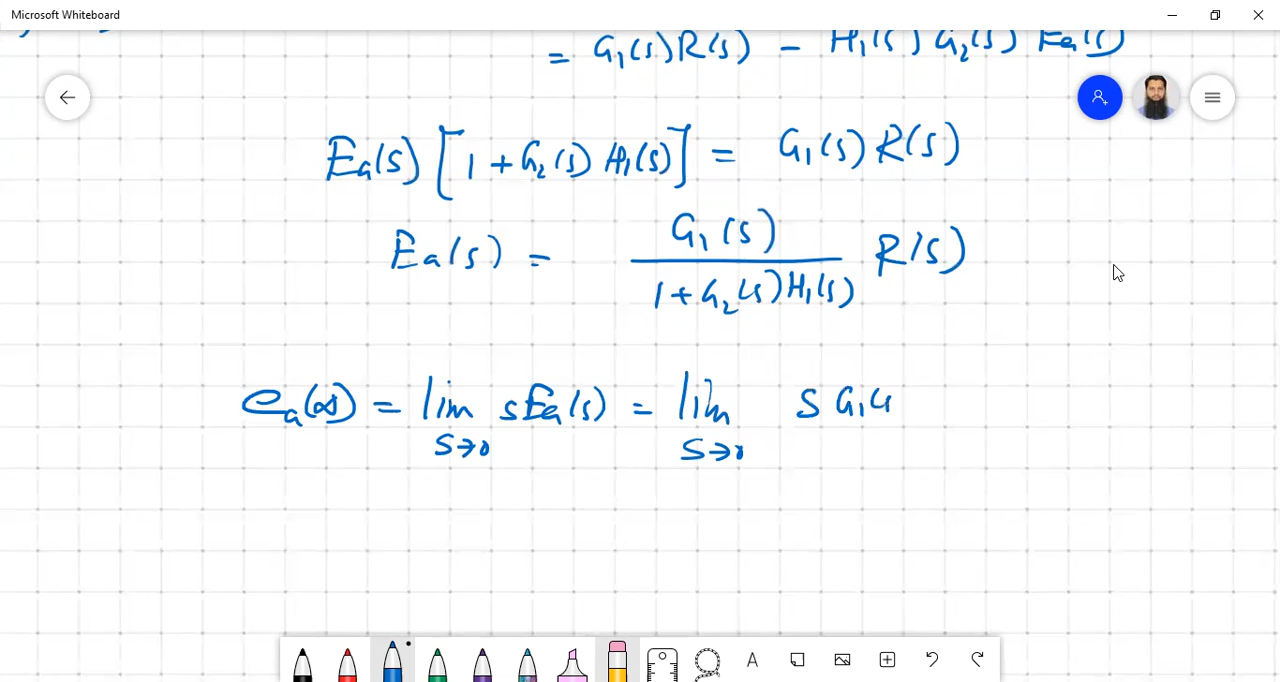 Microsoft Whiteboard
= G₁(s)R(s) - H₁(s) G₂(s) Ea(s)
Ea(s) [1 + G₂(s) H₁(s)] = G₁(s) R(s)
Ea(s) = G₁(s) / 1 + G₂(s)H₁(s) R(s)
eₐ(∞) = lim s→0 sEa(s) = lim s→0 s G₁(